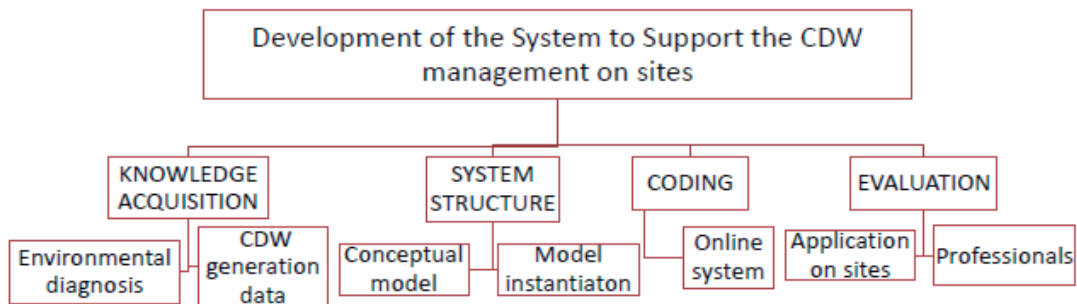 Development of the System to Support the CDW
management on sites
KNOWLEDGE
ACQUISITION
SYSTEM
STRUCTURE
CODING
EVALUATION
Environmental
diagnosis
CDW
generation
data
Conceptual
model
Model
instantiaton
Online
system
Application
on sites
Professionals